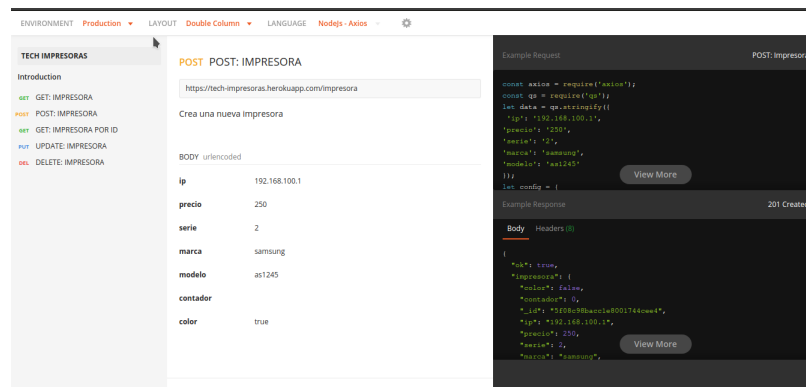 ENVIRONMENT Production LAYOUT Double Column LANGUAGE NodeJs - Axios
TECH IMPRESORAS
Introduction
GET GET: IMPRESORA
POST POST: IMPRESORA
GET GET: IMPRESORA POR ID
PUT UPDATE: IMPRESORA
DEL DELETE: IMPRESORA
POST POST: IMPRESORA
https://tech-impresoras.herokuapp.com/impresora
Crea una nueva impresora
BODY urlencoded
ip 192.168.100.1
precio 250
serie 2
marca samsung
modelo as1245
contador
color true
Example Request POST: Impresora
const axios = require('axios');
const qs = require('qs');
let data = qs.stringify({
'ip': '192.168.100.1',
'precio': '250',
'serie': '2',
'marca': 'samsung',
'modelo': 'as1245'
});
let config = {
View More
Example Response 201 Created
Body Headers (8)
{
"ok": true,
"impresora": {
"color": false,
"contador": 0,
"_id": "5f08c98baccle8001744cee4",
"ip": "192.168.100.1",
"precio": 250,
"serie": 2,
"marca": "samsung",
View More